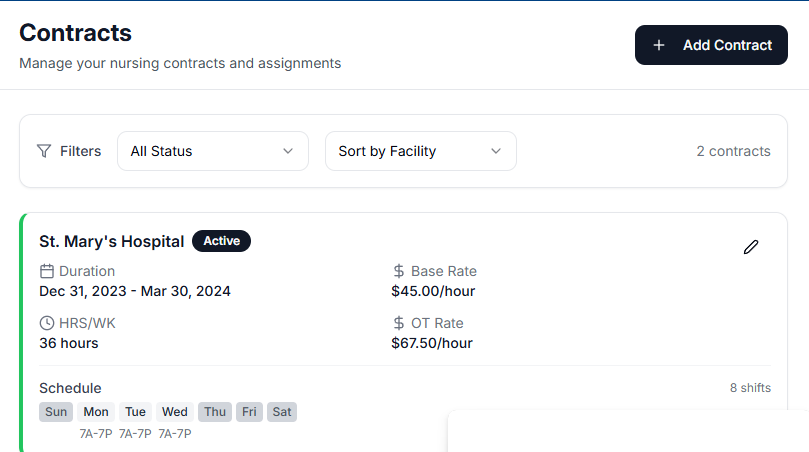 Contracts
Manage your nursing contracts and assignments
Add Contract
Filters
All Status
Sort by Facility
2 contracts
St. Mary's Hospital
Active
Duration
Base Rate
Dec 31, 2023 - Mar 30, 2024
$45.00/hour
HRS/WK
OT Rate
36 hours
$67.50/hour
Schedule
8 shifts
Sun Mon Tue Wed Thu Fri Sat
7A-7P 7A-7P 7A-7P